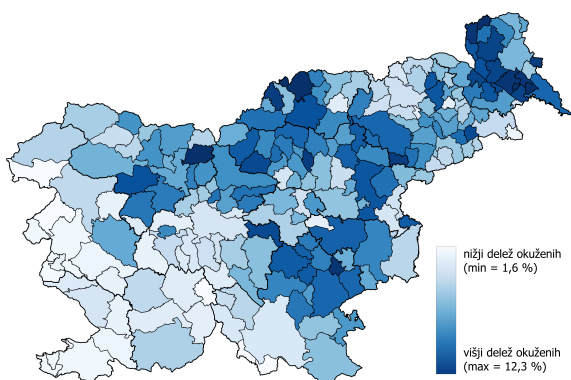 nižji delež okuženih
(min = 1,6 %)
višji delež okuženih
(max = 12,3 %)